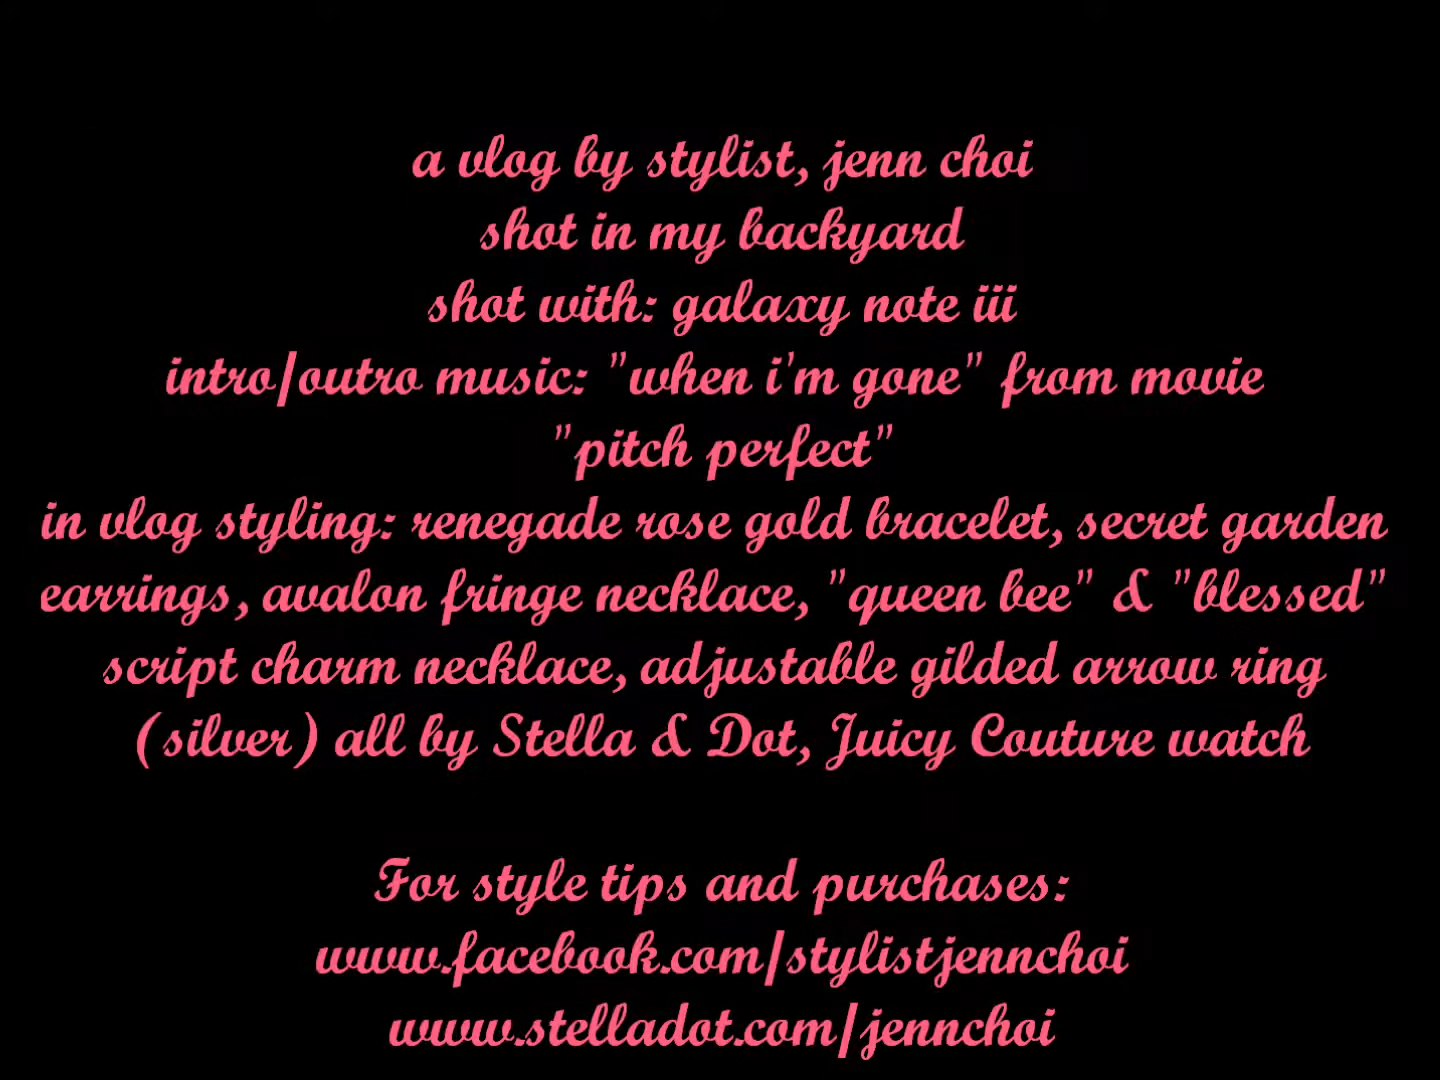 a vlog by stylist, jenn choi
shot in my backyard
shot with: galaxy note iii
intro/outro music: "when i'm gone" from movie
"pitch perfect"
in vlog styling: renegade rose gold bracelet, secret garden
earrings, avalon fringe necklace, "queen bee" & "blessed"
script charm necklace, adjustable gilded arrow ring
(silver) all by Stella & Dot, Juicy Couture watch
For style tips and purchases:
www.facebook.com/stylistjennchoi
www.stelladot.com/jennchoi